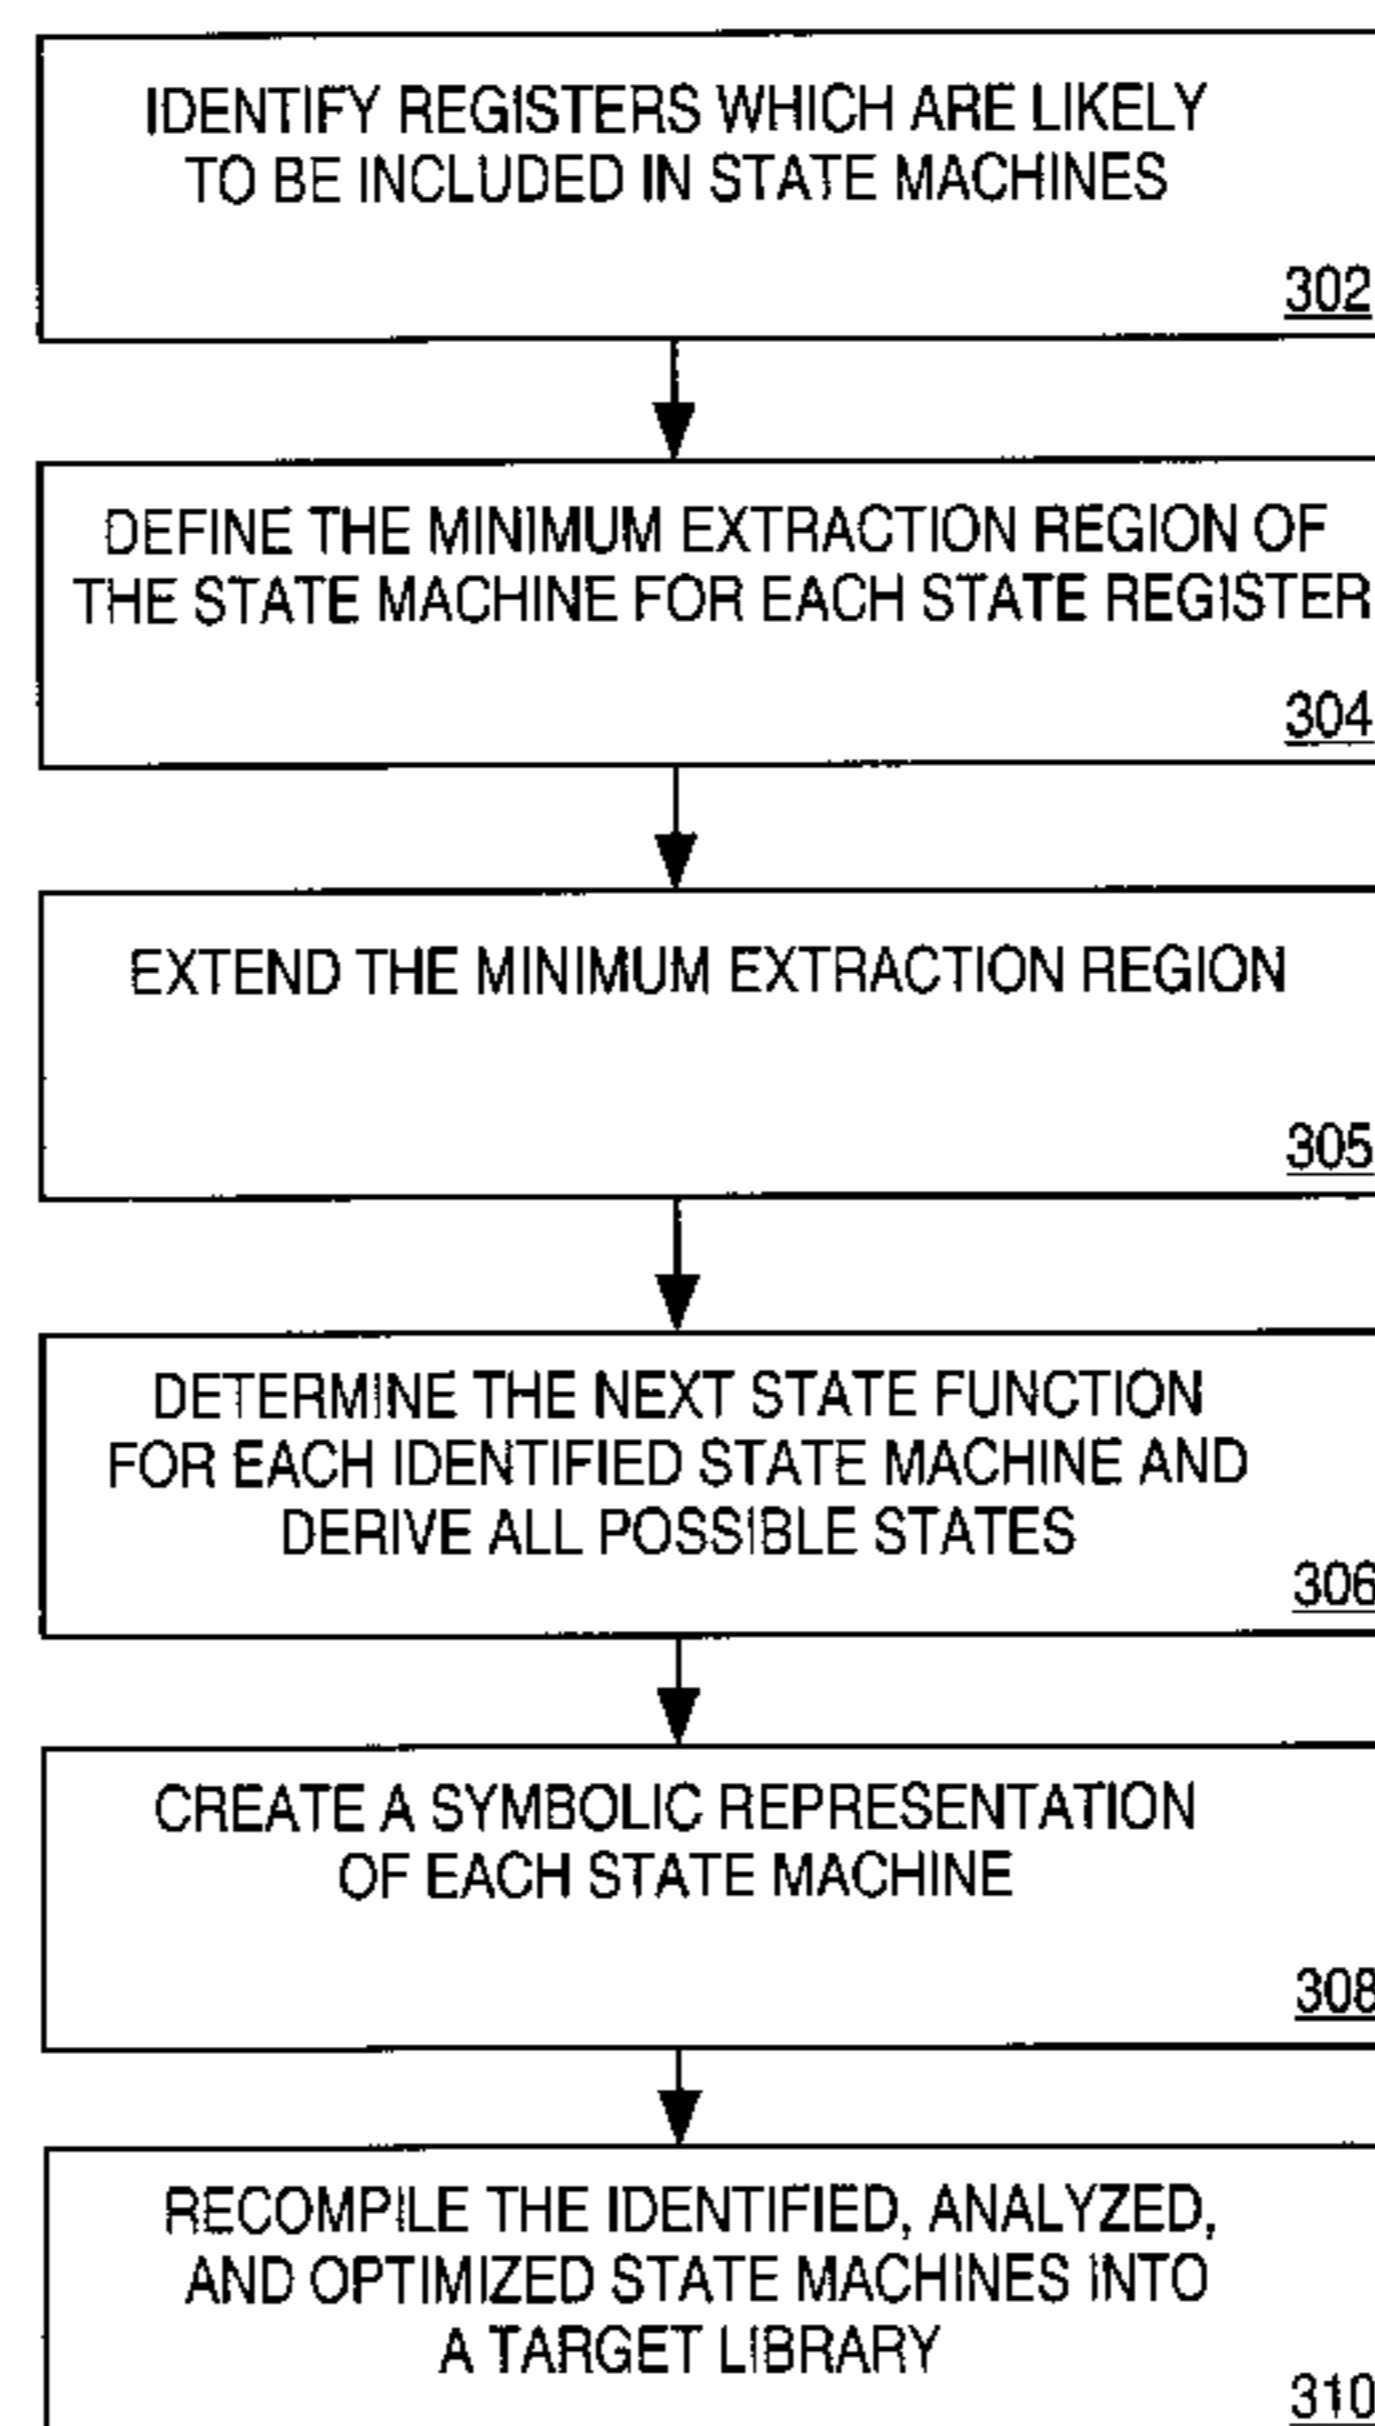 IDENTIFY REGISTERS WHICH ARE LIKELY
TO BE INCLUDED IN STATE MACHINES
302
DEFINE THE MINIMUM EXTRACTION REGION OF
THE STATE MACHINE FOR EACH STATE REGISTER
304
EXTEND THE MINIMUM EXTRACTION REGION
305
DETERMINE THE NEXT STATE FUNCTION
FOR EACH IDENTIFIED STATE MACHINE AND
DERIVE ALL POSSIBLE STATES
306
CREATE A SYMBOLIC REPRESENTATION
OF EACH STATE MACHINE
308
RECOMPILE THE IDENTIFIED, ANALYZED,
AND OPTIMIZED STATE MACHINES INTO
A TARGET LIBRARY
310